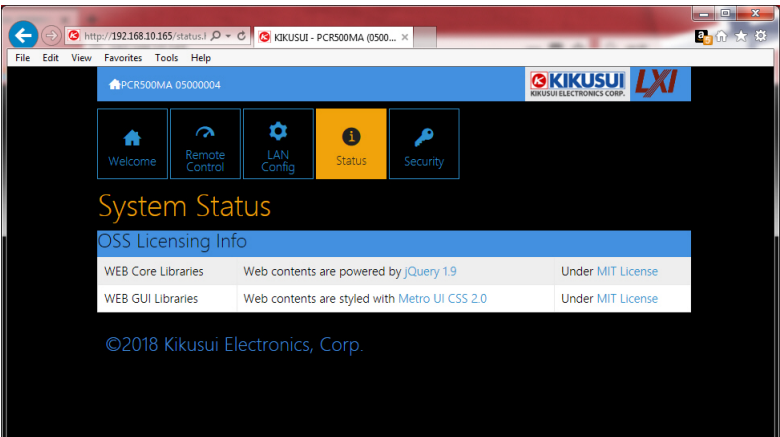 http://192.168.10.165/status.l
KIKUSUI - PCR500MA (0500...
File Edit View Favorites Tools Help
PCR500MA 05000004
KIKUSUI
KIKUSUI ELECTRONICS CORP.
LXI
Welcome
Remote
Control
LAN
Config
Status
Security
System Status
OSS Licensing Info
WEB Core Libraries Web contents are powered by jQuery 1.9 Under MIT License
WEB GUI Libraries Web contents are styled with Metro UI CSS 2.0 Under MIT License
©2018 Kikusui Electronics, Corp.